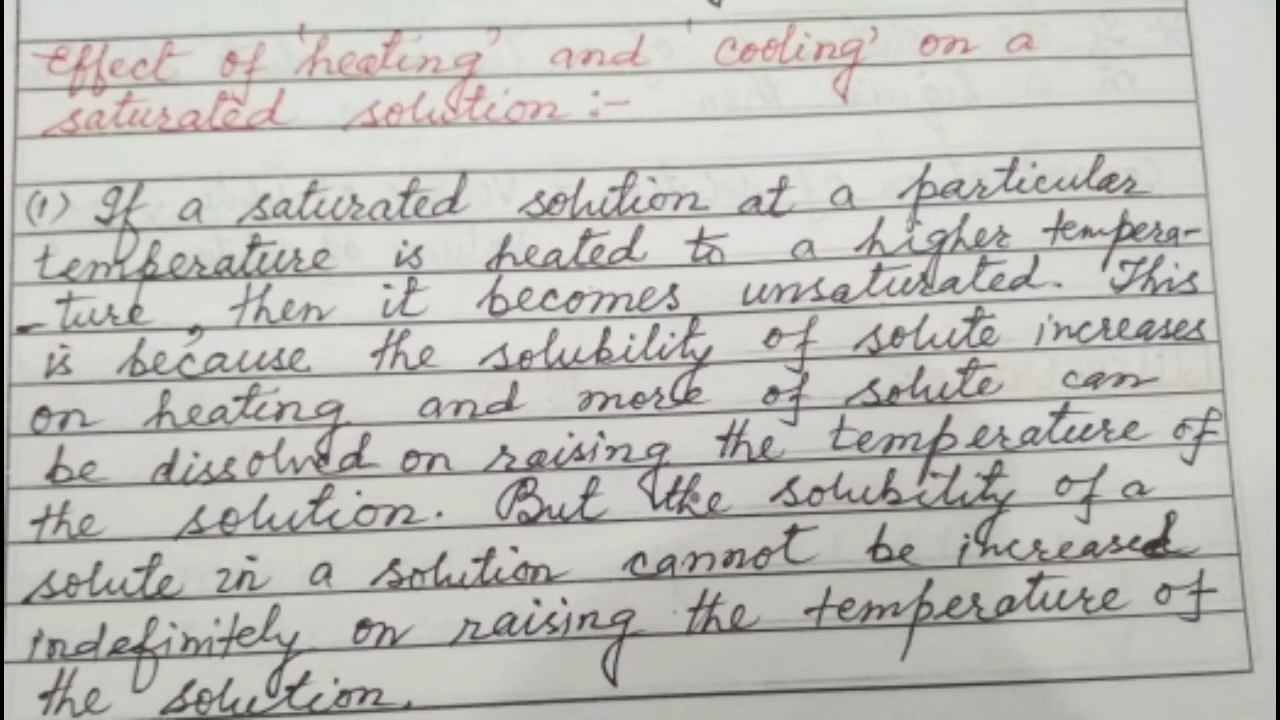 Effect of 'heating' and 'cooling' on a
saturated solution :-
(1) If a saturated solution at a particular
temperature is heated to a higher tempera-
-ture, then it becomes unsaturated. This
is because the solubility of solute increases
on heating and more of solute can
be dissolved on raising the temperature of
the solution. But the solubility of a
solute in a solution cannot be increased
indefinitely on raising the temperature of
the solution.